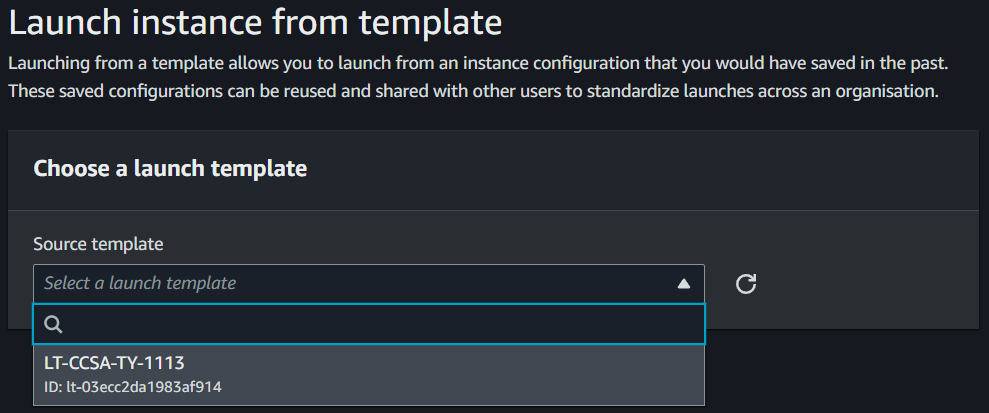 Launch instance from template
Launching from a template allows you to launch from an instance configuration that you would have saved in the past.
These saved configurations can be reused and shared with other users to standardize launches across an organisation.
Choose a launch template
Source template
Select a launch template
LT-CCSA-TY-1113
ID: lt-03ecc2da1983af914